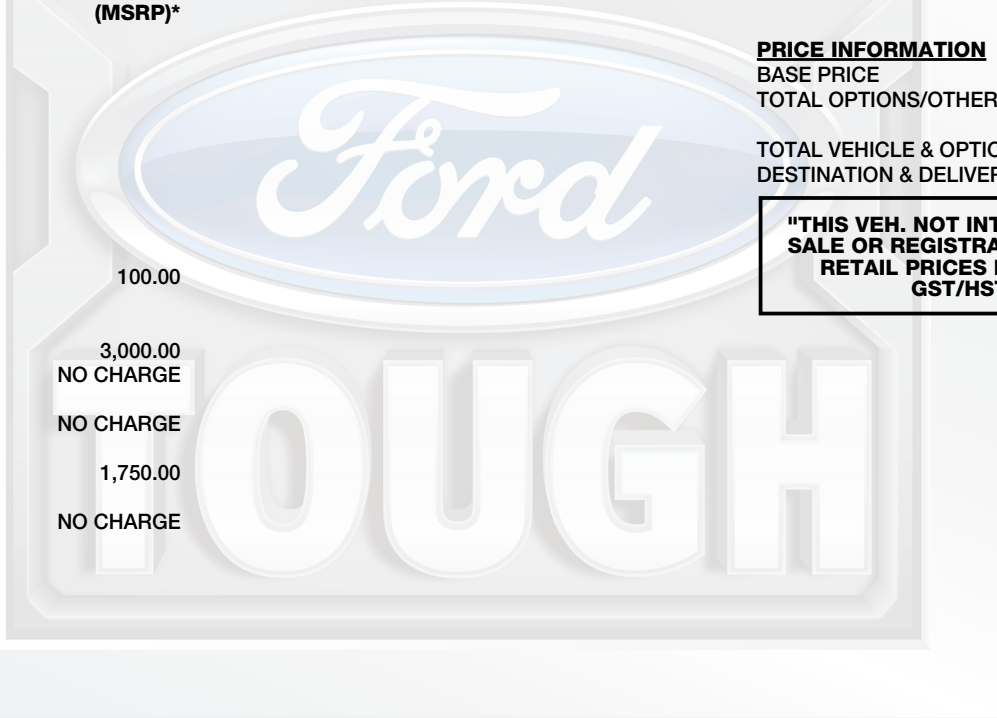 (MSRP)*
100.00
3,000.00
NO CHARGE
NO CHARGE
1,750.00
NO CHARGE
PRICE INFORMATION
BASE PRICE
TOTAL OPTIONS/OTHER
TOTAL VEHICLE & OPTIO
DESTINATION & DELIVER
"THIS VEH. NOT INT
SALE OR REGISTRA
RETAIL PRICES
GST/HST
Ford
TOUGH